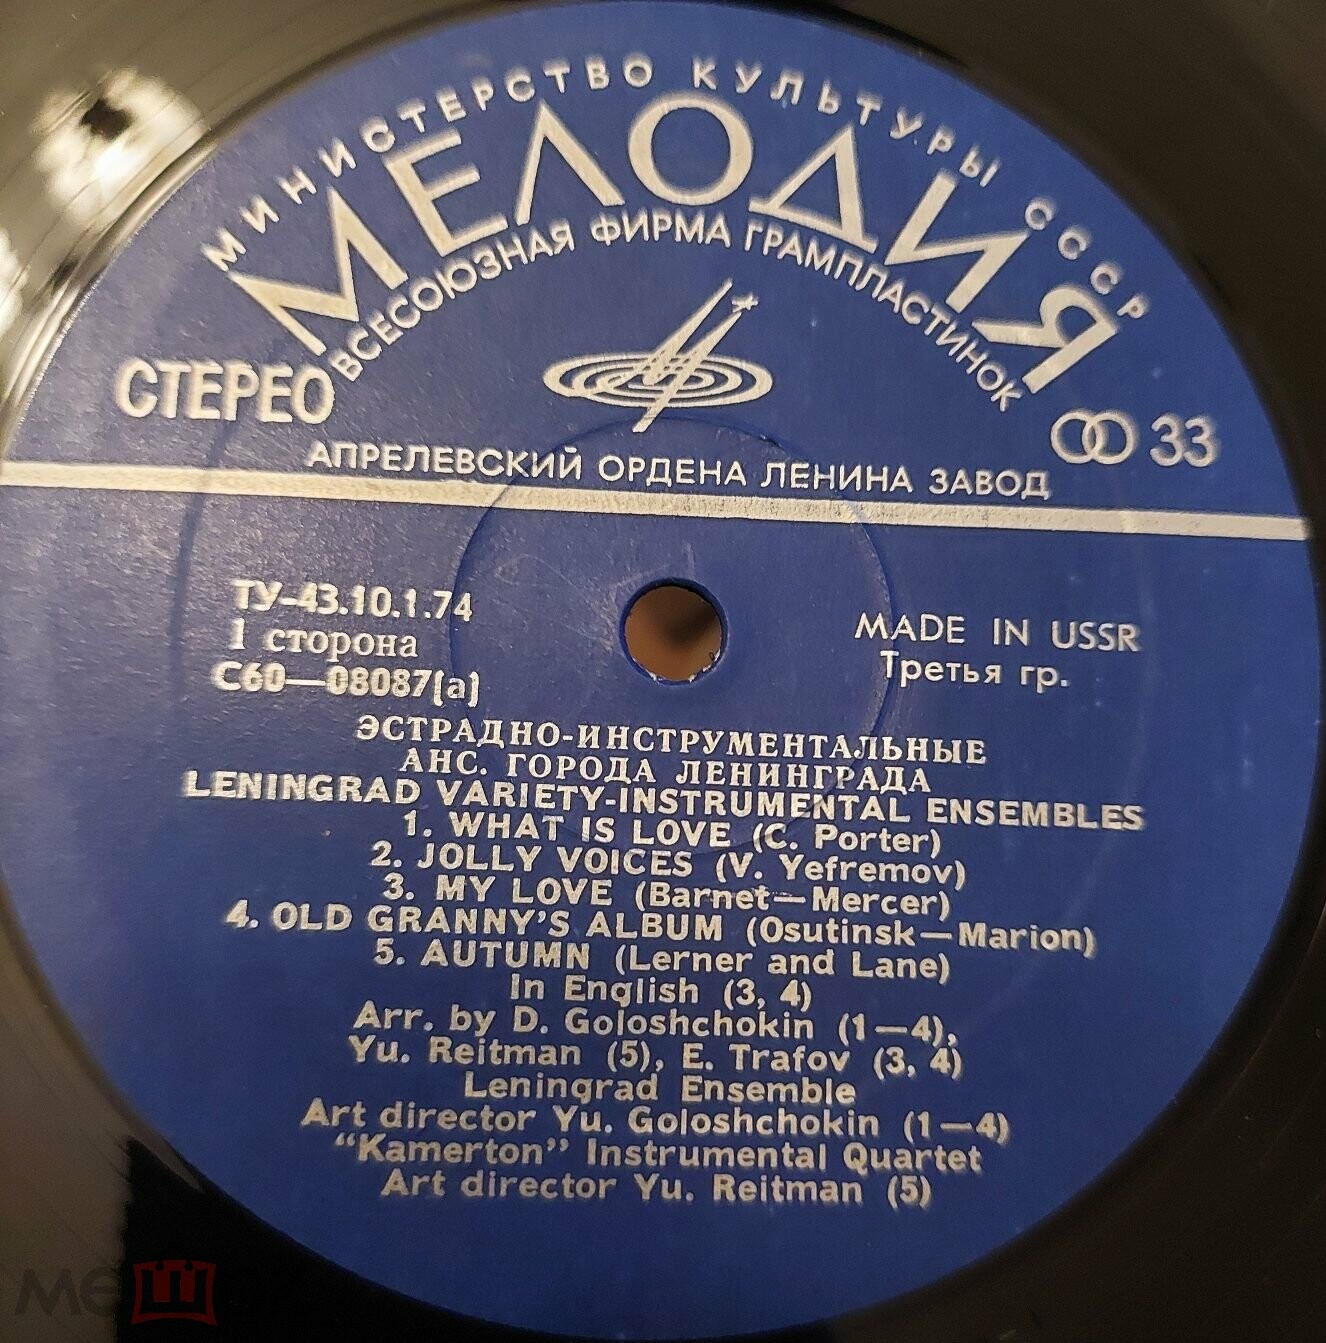 МИНИСТЕРСТВО КУЛЬТУРЫ СССР
МЕЛОДИЯ
ВСЕСОЮЗНАЯ ФИРМА ГРАМПЛАСТИНОК
СТЕРЕО
33
АПРЕЛЕВСКИЙ ОРДЕНА ЛЕНИНА ЗАВОД
ТУ-43.10.1.74
1 сторона
С60—08087(а)
MADE IN USSR
Третья гр.
ЭСТРАДНО-ИНСТРУМЕНТАЛЬНЫЕ
АНС. ГОРОДА ЛЕНИНГРАДА
LENINGRAD VARIETY-INSTRUMENTAL ENSEMBLES
1. WHAT IS LOVE (C. Porter)
2. JOLLY VOICES (V. Yefremov)
3. MY LOVE (Barnet—Mercer)
4. OLD GRANNY'S ALBUM (Osutinsk—Marion)
5. AUTUMN (Lerner and Lane)
In English (3, 4)
Arr. by D. Goloshchokin (1—4),
Yu. Reitman (5), E. Trafov (3, 4)
Leningrad Ensemble
Art director Yu. Goloshchokin (1—4)
"Kamerton" Instrumental Quartet
Art director Yu. Reitman (5)
мешок